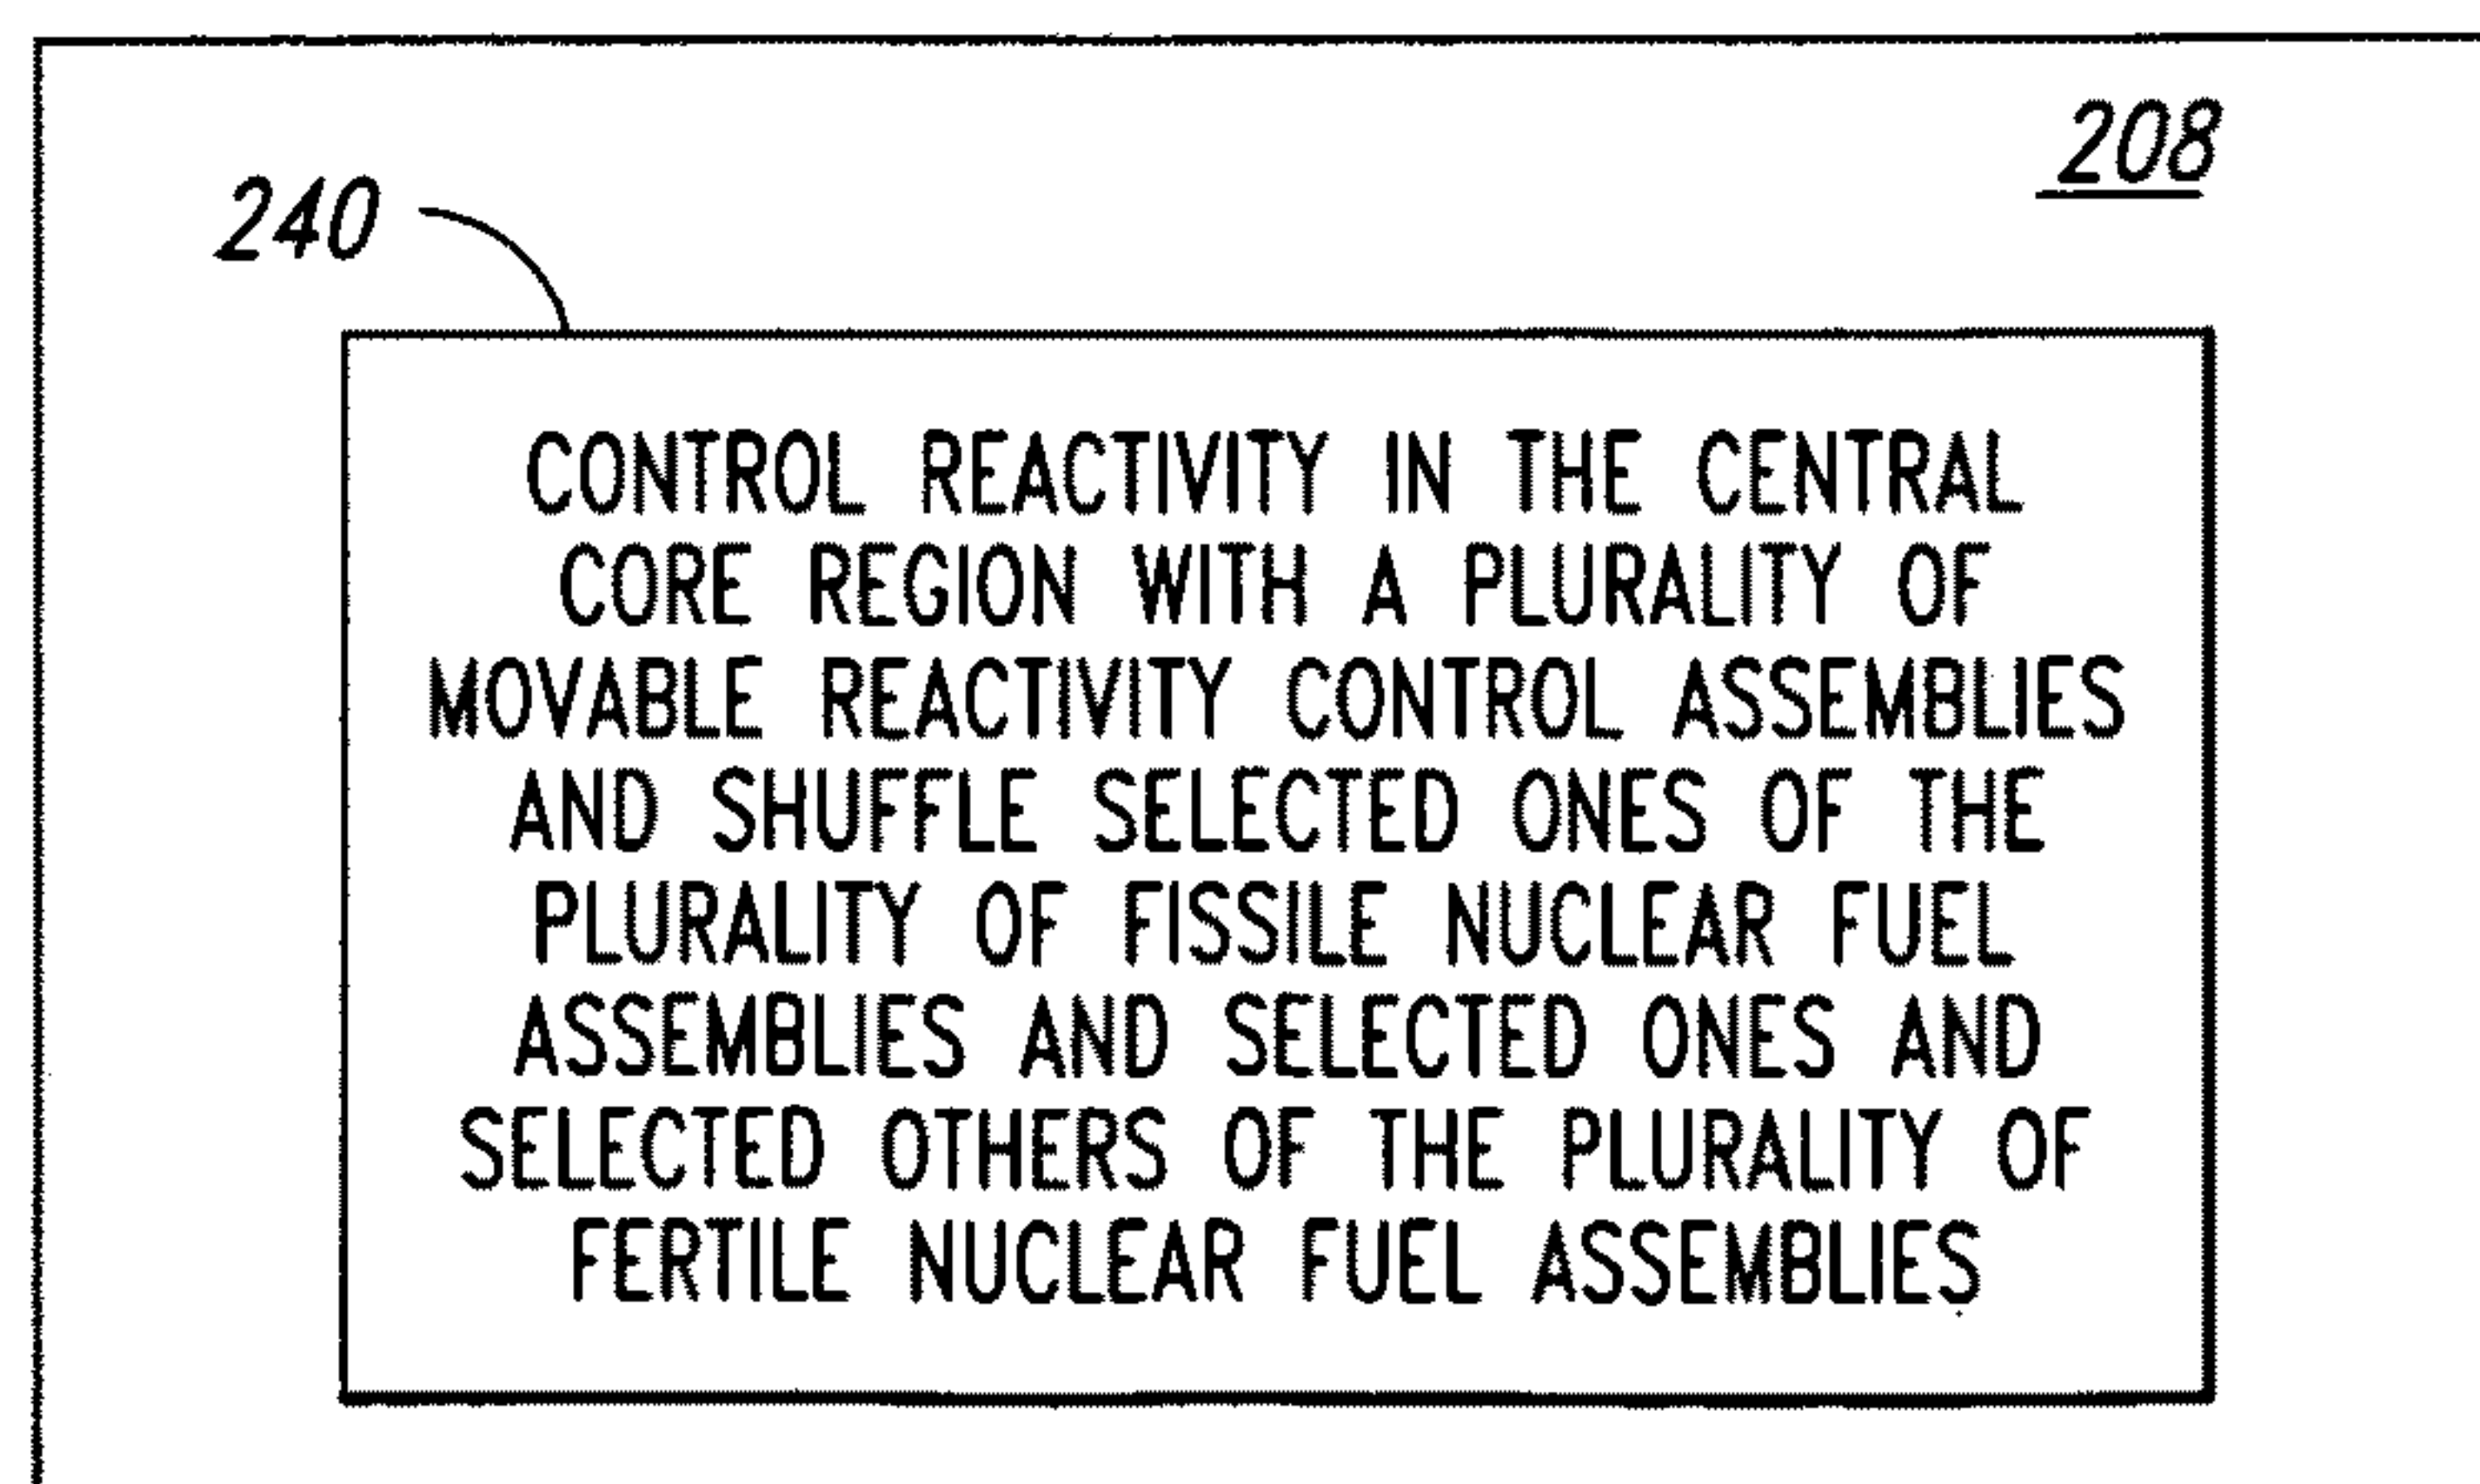 208
240
CONTROL REACTIVITY IN THE CENTRAL
CORE REGION WITH A PLURALITY OF
MOVABLE REACTIVITY CONTROL ASSEMBLIES
AND SHUFFLE SELECTED ONES OF THE
PLURALITY OF FISSILE NUCLEAR FUEL
ASSEMBLIES AND SELECTED ONES AND
SELECTED OTHERS OF THE PLURALITY OF
FERTILE NUCLEAR FUEL ASSEMBLIES